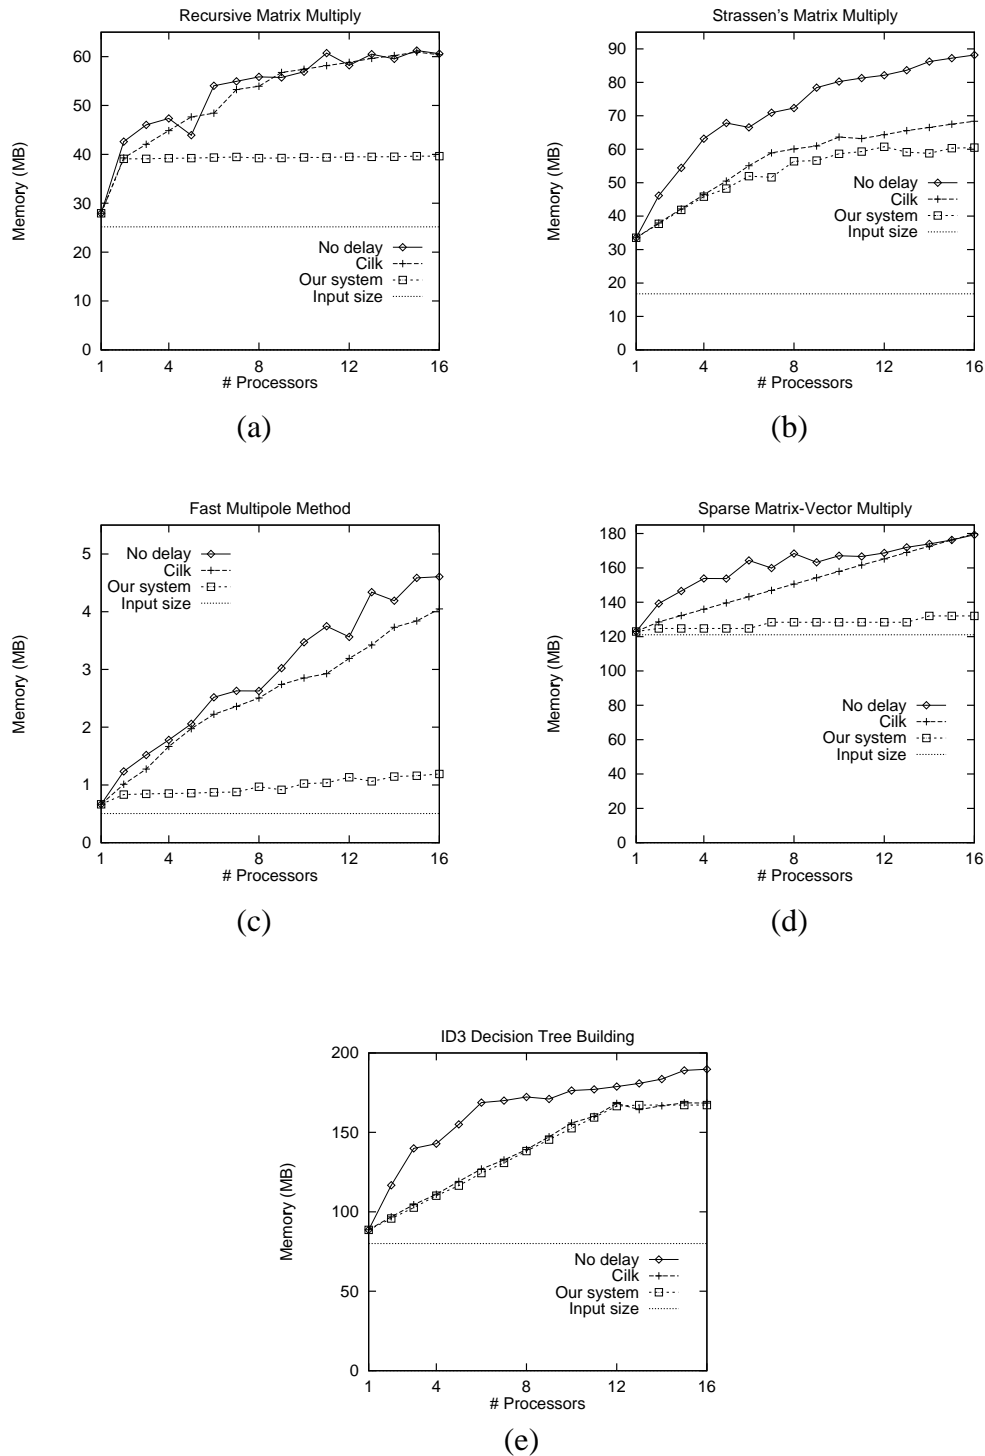 Recursive Matrix Multiply
60
50
40
30
20
10
0
Memory (MB)
No delay
Cilk
Our system
Input size
1 4 8 12 16
# Processors
(a)
Strassen's Matrix Multiply
90
80
70
60
50
40
30
20
10
0
Memory (MB)
No delay
Cilk
Our system
Input size
1 4 8 12 16
# Processors
(b)
Fast Multipole Method
5
4
3
2
1
0
Memory (MB)
No delay
Cilk
Our system
Input size
1 4 8 12 16
# Processors
(c)
Sparse Matrix-Vector Multiply
180
160
140
120
100
80
60
40
20
0
Memory (MB)
No delay
Cilk
Our system
Input size
1 4 8 12 16
# Processors
(d)
ID3 Decision Tree Building
200
150
100
50
0
Memory (MB)
No delay
Cilk
Our system
Input size
1 4 8 12 16
# Processors
(e)